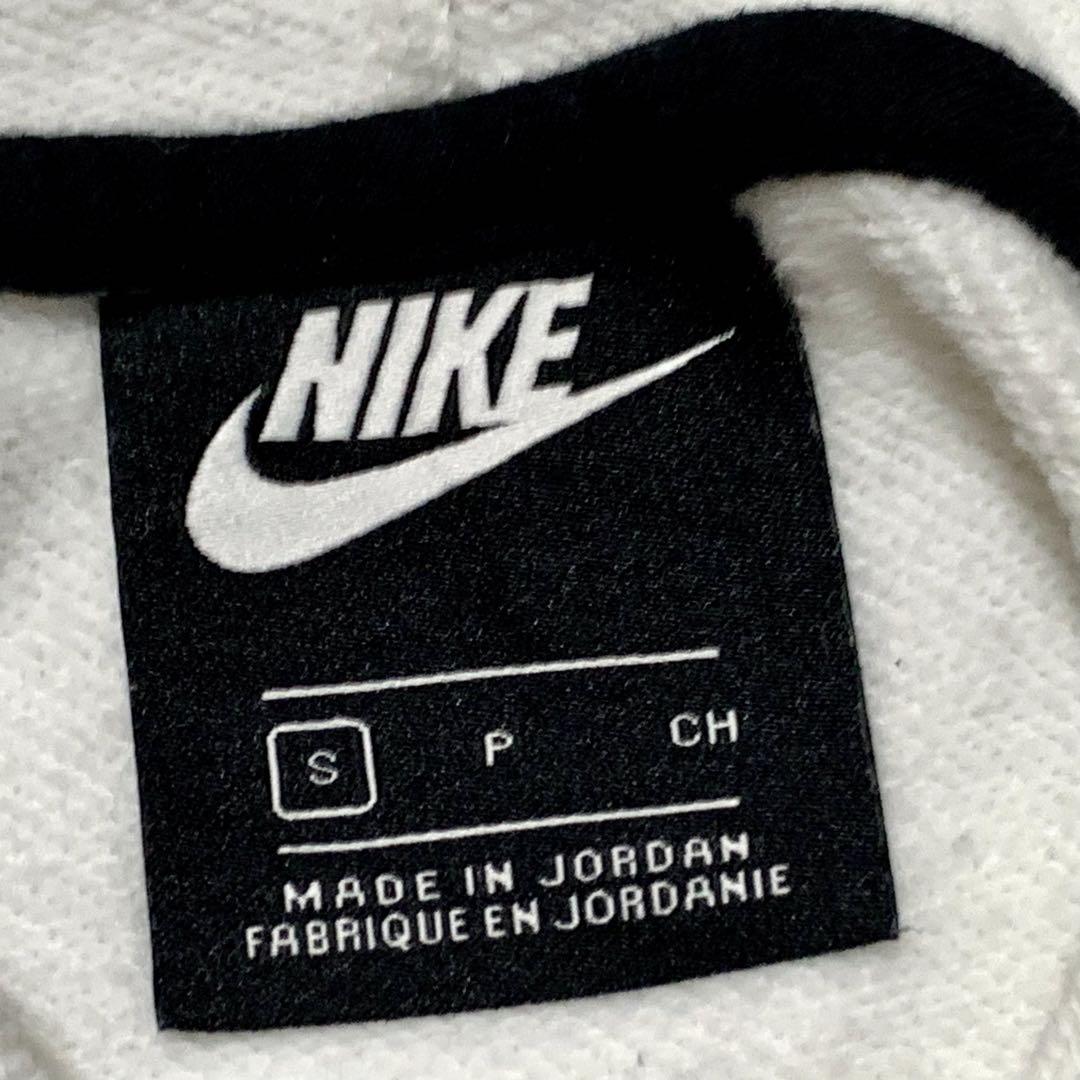 NIKE
S P CH
MADE IN JORDAN
FABRIQUE EN JORDANIE